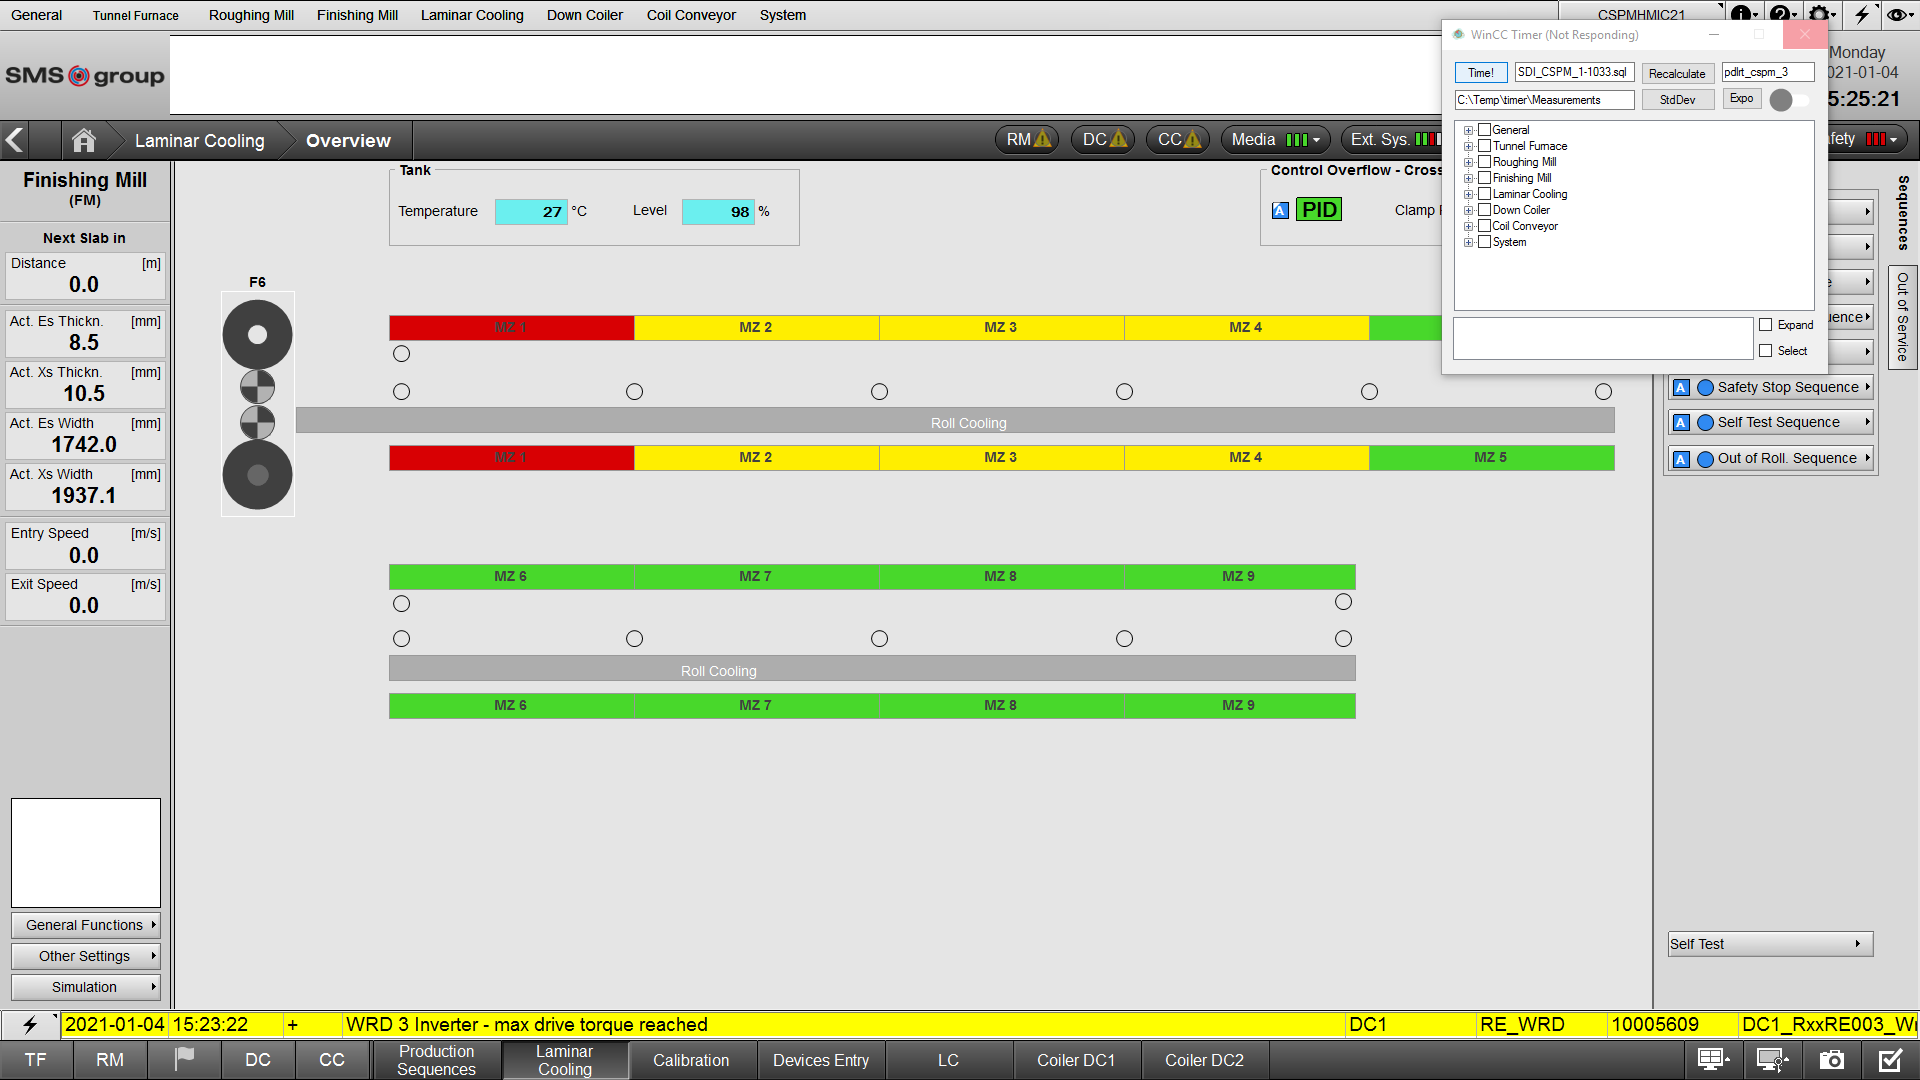 General Tunnel Furnace Roughing Mill Finishing Mill Laminar Cooling Down Coiler Coil Conveyor System CSPMHMIC21
SMS group
Monday
021-01-04
5:25:21
WinCC Timer (Not Responding)
Time! SDI_CSPM_1-1033.sql Recalculate pdlrt_cspm_3
C:\Temp\timer\Measurements StdDev Expo
General
Tunnel Furnace
Roughing Mill
Finishing Mill
Laminar Cooling
Down Coiler
Coil Conveyor
System
Expand
Select
Laminar Cooling Overview RM DC CC Media Ext. Sys. fety
Finishing Mill
(FM)
Next Slab in
Distance [m]
0.0
Act. Es Thickn. [mm]
8.5
Act. Xs Thickn. [mm]
10.5
Act. Es Width [mm]
1742.0
Act. Xs Width [mm]
1937.1
Entry Speed [m/s]
0.0
Exit Speed [m/s]
0.0
General Functions
Other Settings
Simulation
Tank
Temperature 27 °C Level 98 %
Control Overflow - Cross
A PID Clamp
F6
MZ 1 MZ 2 MZ 3 MZ 4
Roll Cooling
MZ 1 MZ 2 MZ 3 MZ 4 MZ 5
MZ 6 MZ 7 MZ 8 MZ 9
Roll Cooling
MZ 6 MZ 7 MZ 8 MZ 9
Sequences
Out of Service
e
uence
A Safety Stop Sequence
A Self Test Sequence
A Out of Roll. Sequence
Self Test
2021-01-04 15:23:22 + WRD 3 Inverter - max drive torque reached DC1 RE_WRD 10005609 DC1_RxxRE003_Wr
TF RM DC CC Production Sequences Laminar Cooling Calibration Devices Entry LC Coiler DC1 Coiler DC2